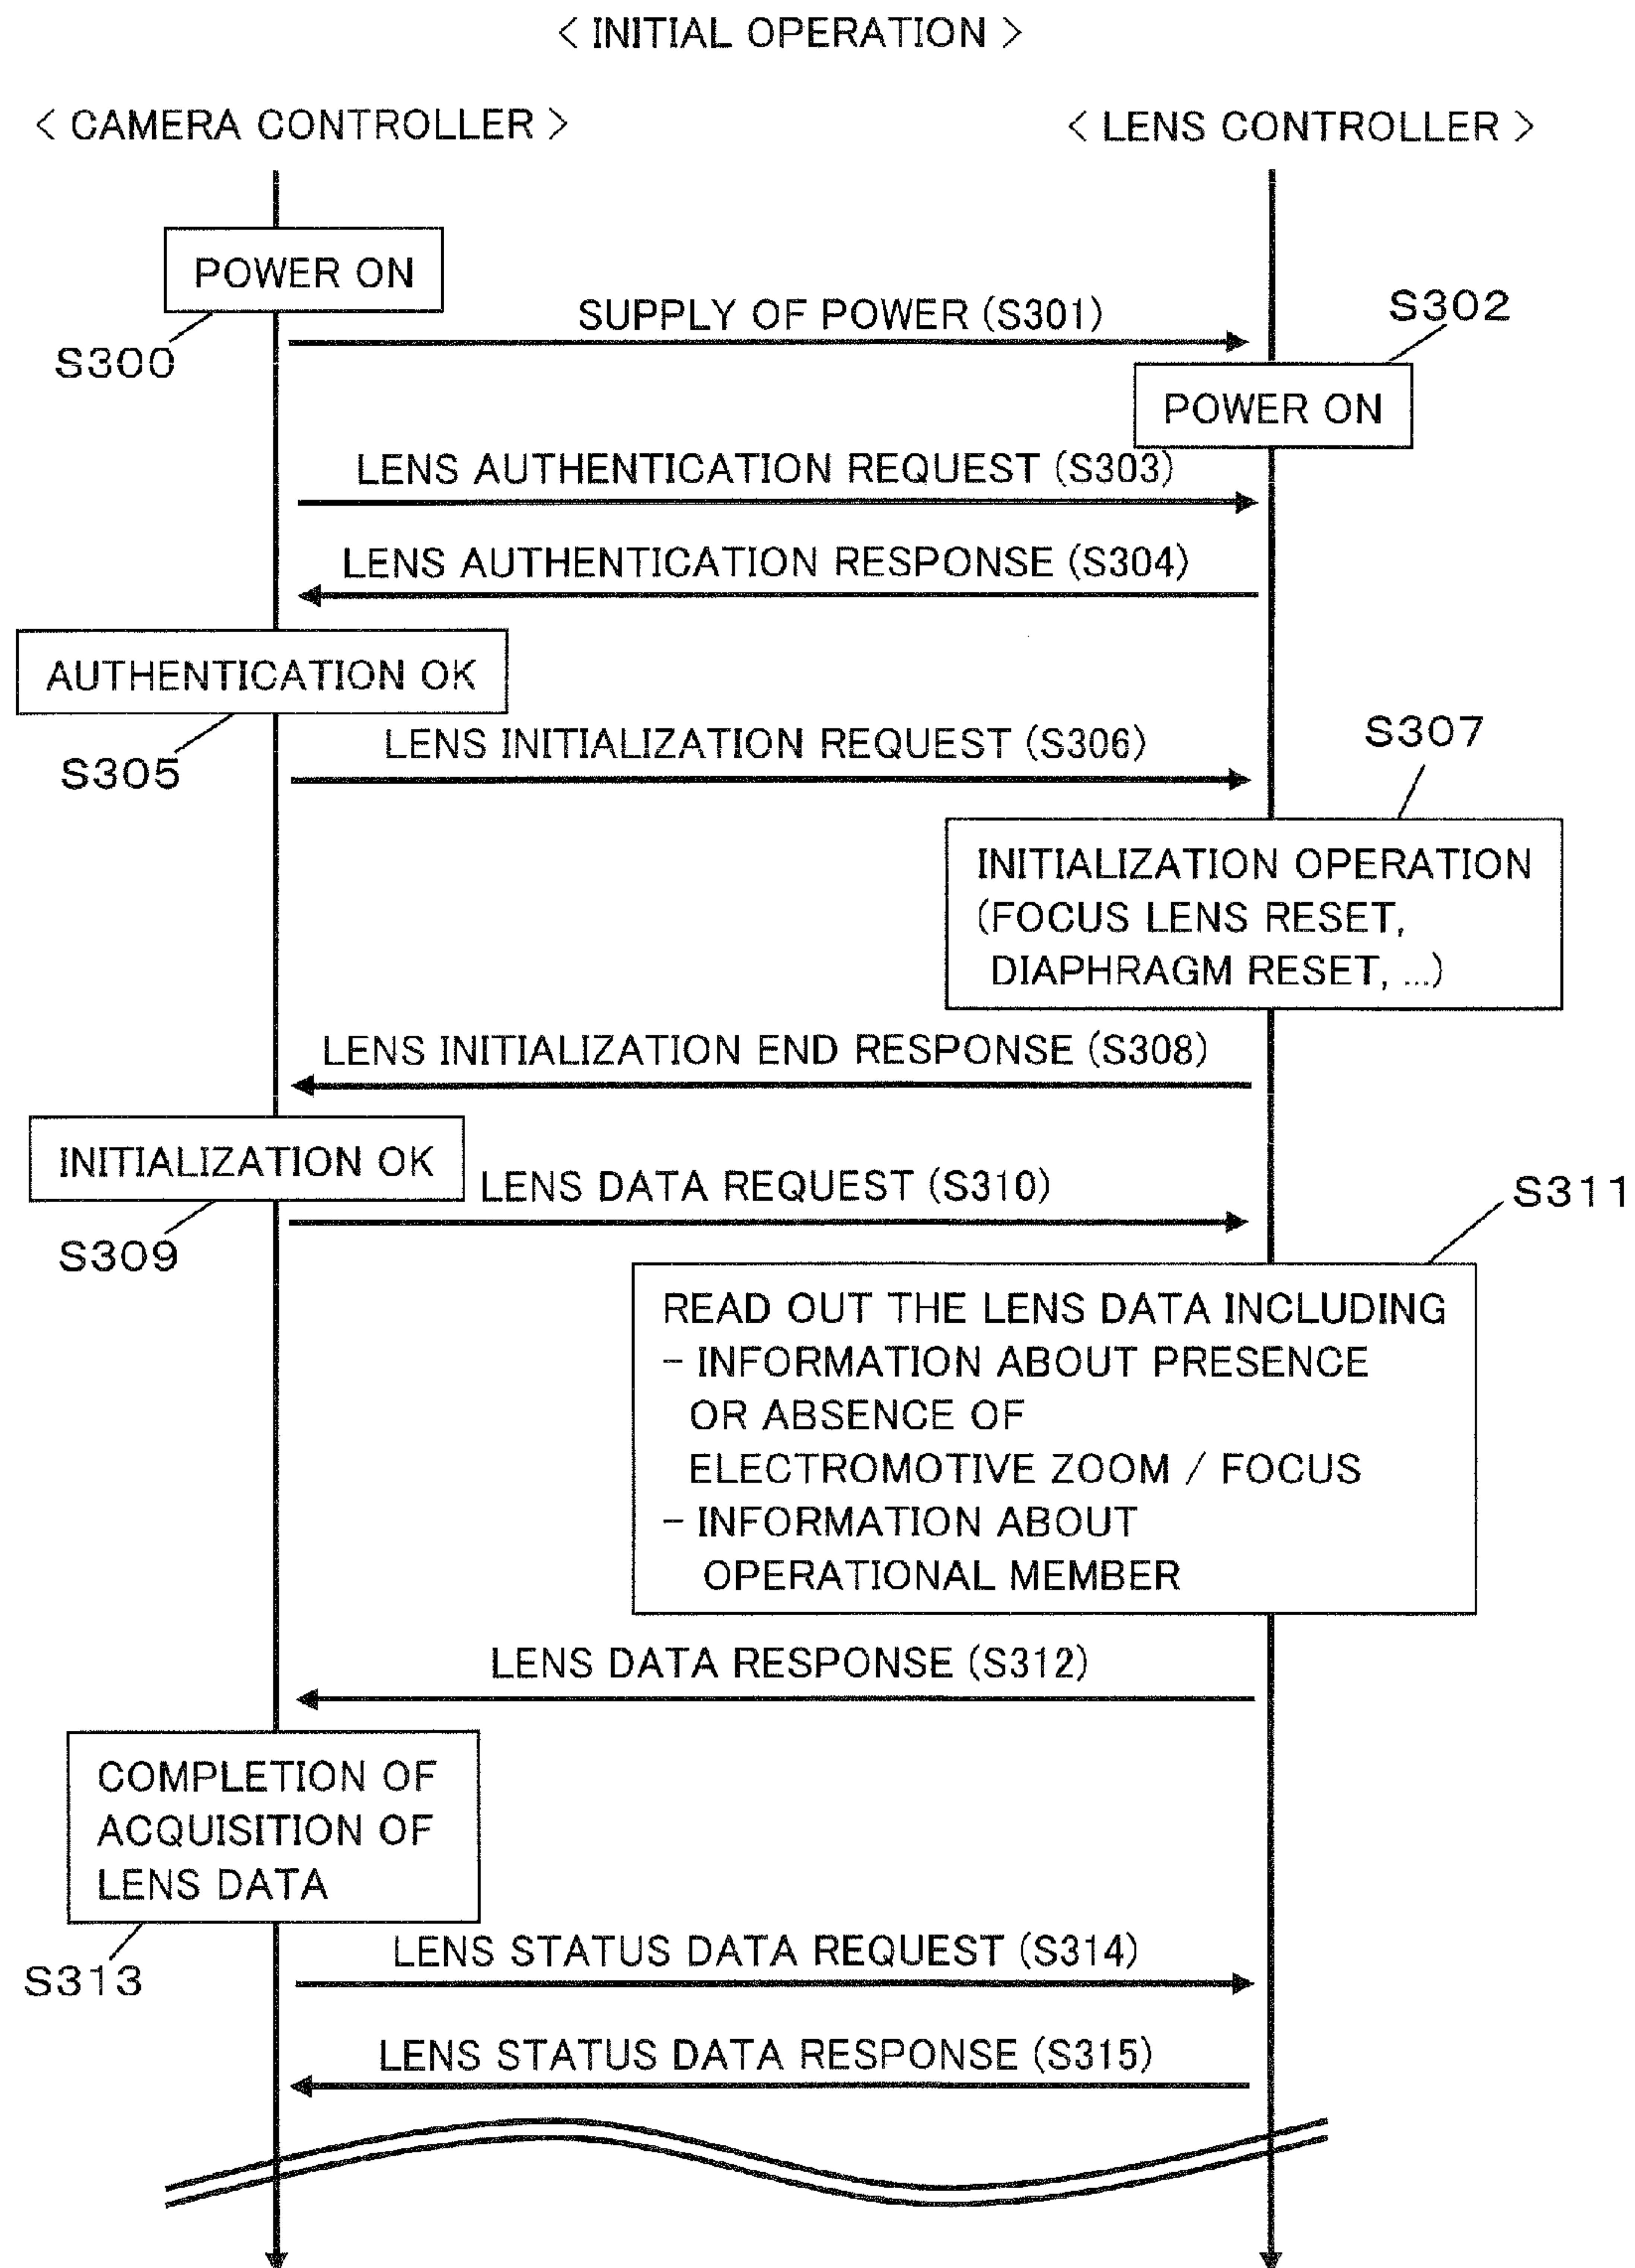 < INITIAL OPERATION >
< CAMERA CONTROLLER >
< LENS CONTROLLER >
POWER ON
S300
SUPPLY OF POWER (S301)
S302
POWER ON
LENS AUTHENTICATION REQUEST (S303)
LENS AUTHENTICATION RESPONSE (S304)
AUTHENTICATION OK
S305
LENS INITIALIZATION REQUEST (S306)
S307
INITIALIZATION OPERATION
(FOCUS LENS RESET,
DIAPHRAGM RESET, ...)
LENS INITIALIZATION END RESPONSE (S308)
INITIALIZATION OK
S309
LENS DATA REQUEST (S310)
S311
READ OUT THE LENS DATA INCLUDING
- INFORMATION ABOUT PRESENCE
OR ABSENCE OF
ELECTROMOTIVE ZOOM / FOCUS
- INFORMATION ABOUT
OPERATIONAL MEMBER
LENS DATA RESPONSE (S312)
COMPLETION OF
ACQUISITION OF
LENS DATA
S313
LENS STATUS DATA REQUEST (S314)
LENS STATUS DATA RESPONSE (S315)